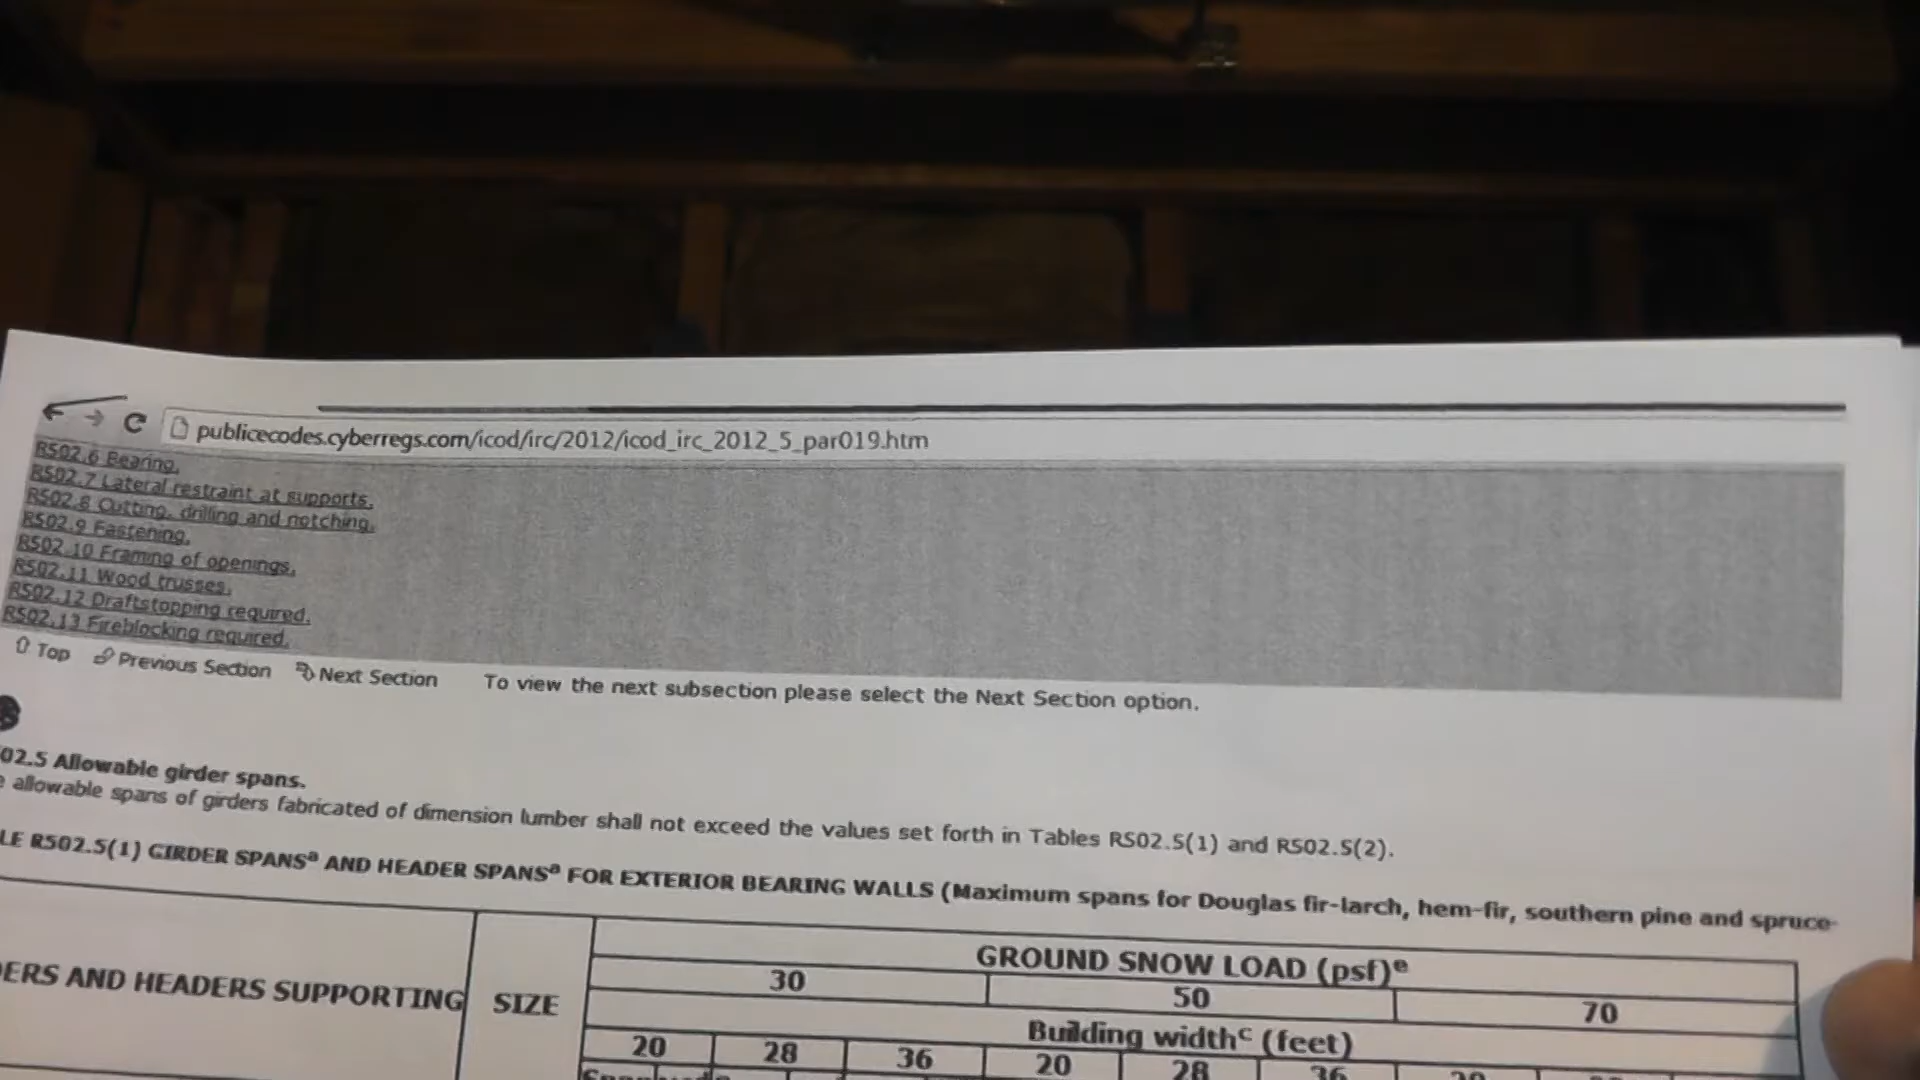 publicecodes.cyberregs.com/icod/irc/2012/icod_irc_2012_5_par019.htm
R502.6 Bearing.
R502.7 Lateral restraint at supports.
R502.8 Cutting, drilling and notching.
R502.9 Fastening.
R502.10 Framing of openings.
R502.11 Wood trusses.
R502.12 Draftstopping required.
R502.13 Fireblocking required.
Top Previous Section Next Section To view the next subsection please select the Next Section option.
02.5 Allowable girder spans.
e allowable spans of girders fabricated of dimension lumber shall not exceed the values set forth in Tables R502.5(1) and R502.5(2).
LE R502.5(1) GIRDER SPANSᵃ AND HEADER SPANSᵃ FOR EXTERIOR BEARING WALLS (Maximum spans for Douglas fir-larch, hem-fir, southern pine and spruce-
DERS AND HEADERS SUPPORTING SIZE GROUND SNOW LOAD (psf)ᵉ
30 50 70
Building widthᶜ (feet)
20 28 36 20 28 36